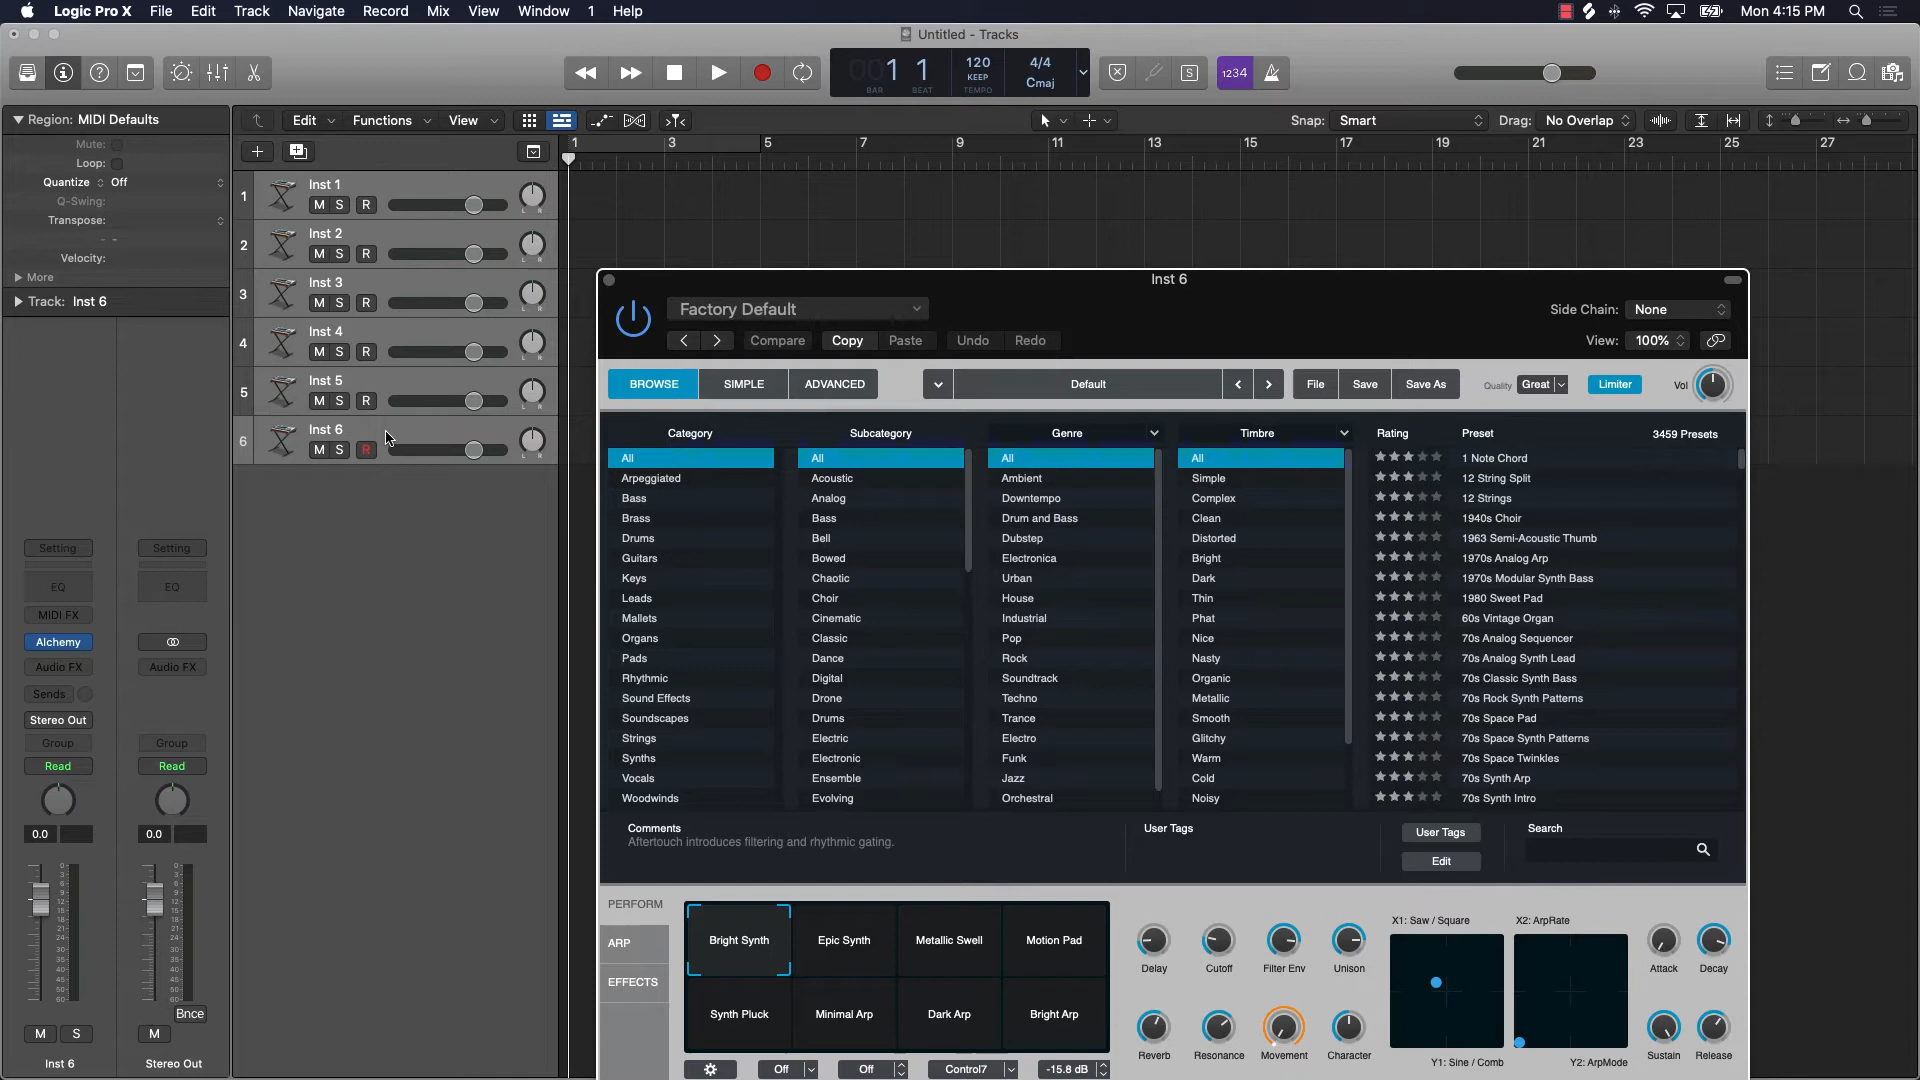 Logic Pro X File Edit Track Navigate Record Mix View Window 1 Help
Mon 4:15 PM
Untitled - Tracks
001 1
BAR BEAT
120
KEEP
TEMPO
4/4
Cmaj
S
1234
Region: MIDI Defaults
Mute:
Loop:
Quantize Off
Q-Swing:
Transpose:
Velocity:
More
Track: Inst 6
Edit Functions View
Snap: Smart
Drag: No Overlap
1 3 5 7 9 11 13 15 17 19 21 23 25 27
1 Inst 1
M S R
L R
2 Inst 2
M S R
L R
3 Inst 3
M S R
L R
4 Inst 4
M S R
L R
5 Inst 5
M S R
L R
6 Inst 6
M S R
L R
Setting Setting
EQ EQ
MIDI FX
Alchemy
Audio FX Audio FX
Sends
Stereo Out
Group Group
Read Read
0.0 0.0
Bnce
M S M
Inst 6 Stereo Out
Inst 6
Factory Default
Side Chain: None
Compare Copy Paste Undo Redo
View: 100%
BROWSE SIMPLE ADVANCED
Default
File Save Save As
Quality Great
Limiter
Vol
Category Subcategory Genre Timbre Rating Preset 3459 Presets
All All All All 1 Note Chord
Arpeggiated Acoustic Ambient Simple 12 String Split
Bass Analog Downtempo Complex 12 Strings
Brass Bass Drum and Bass Clean 1940s Choir
Drums Bell Dubstep Distorted 1963 Semi-Acoustic Thumb
Guitars Bowed Electronica Bright 1970s Analog Arp
Keys Chaotic Urban Dark 1970s Modular Synth Bass
Leads Choir House Thin 1980 Sweet Pad
Mallets Cinematic Industrial Phat 60s Vintage Organ
Organs Classic Pop Nice 70s Analog Sequencer
Pads Dance Rock Nasty 70s Analog Synth Lead
Rhythmic Digital Soundtrack Organic 70s Classic Synth Bass
Sound Effects Drone Techno Metallic 70s Rock Synth Patterns
Soundscapes Drums Trance Smooth 70s Space Pad
Strings Electric Electro Glitchy 70s Space Synth Patterns
Synths Electronic Funk Warm 70s Space Twinkles
Vocals Ensemble Jazz Cold 70s Synth Arp
Woodwinds Evolving Orchestral Noisy 70s Synth Intro
Comments
Aftertouch introduces filtering and rhythmic gating.
User Tags
User Tags
Edit
Search
PERFORM
ARP
EFFECTS
Bright Synth Epic Synth Metallic Swell Motion Pad
Synth Pluck Minimal Arp Dark Arp Bright Arp
Off Off Control7 -15.8 dB
Delay Cutoff Filter Env Unison
Reverb Resonance Movement Character
X1: Saw / Square X2: ArpRate
Y1: Sine / Comb Y2: ArpMode
Attack Decay
Sustain Release